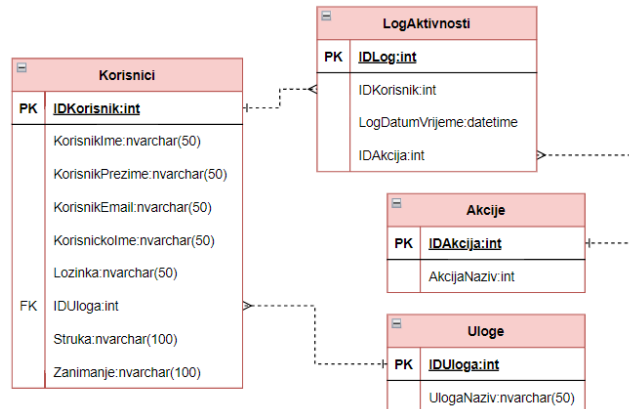 Korisnici
PK IDKorisnik:int
KorisnikIme:nvarchar(50)
KorisnikPrezime:nvarchar(50)
KorisnikEmail:nvarchar(50)
KorisnickoIme:nvarchar(50)
Lozinka:nvarchar(50)
FK IDUloga:int
Struka:nvarchar(100)
Zanimanje:nvarchar(100)
LogAktivnosti
PK IDLog:int
IDKorisnik:int
LogDatumVrijeme:datetime
IDAkcija:int
Akcije
PK IDAkcija:int
AkcijaNaziv:int
Uloge
PK IDUloga:int
UlogaNaziv:nvarchar(50)